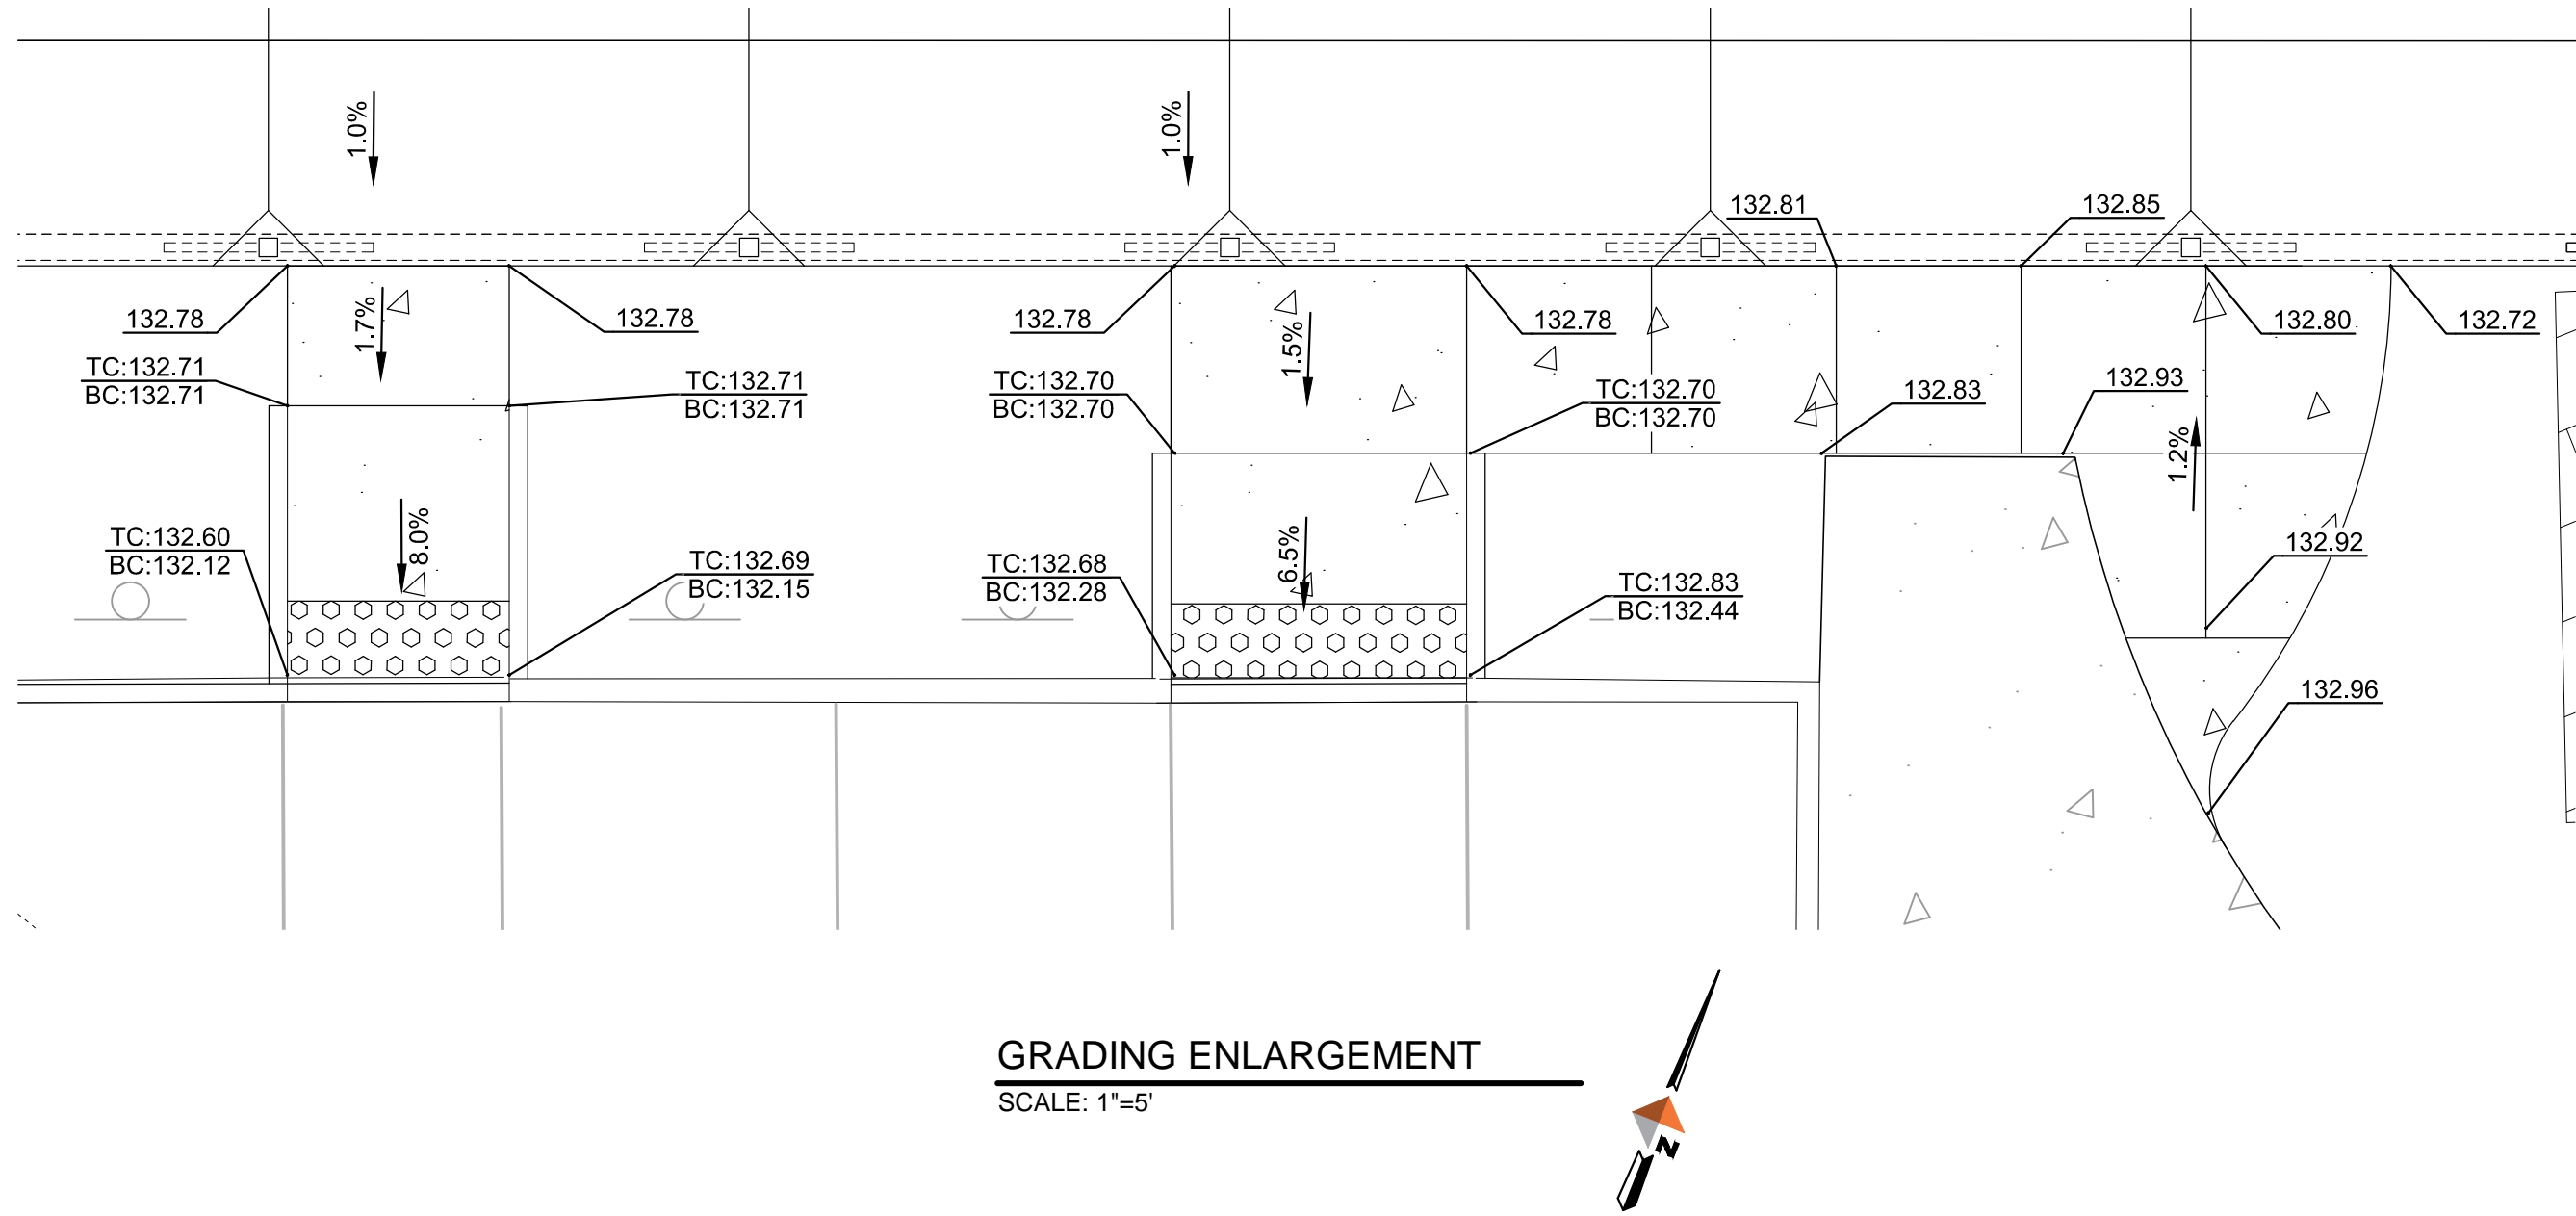 1.0%
1.0%
132.81
132.85
132.78
1.7%
132.78
132.78
1.5%
132.78
132.80
132.72
TC:132.71
BC:132.71
TC:132.71
BC:132.71
TC:132.70
BC:132.70
TC:132.70
BC:132.70
132.83
132.93
1.2%
TC:132.60
BC:132.12
8.0%
TC:132.69
BC:132.15
TC:132.68
BC:132.28
6.5%
TC:132.83
BC:132.44
132.92
132.96
GRADING ENLARGEMENT
SCALE: 1"=5'
N